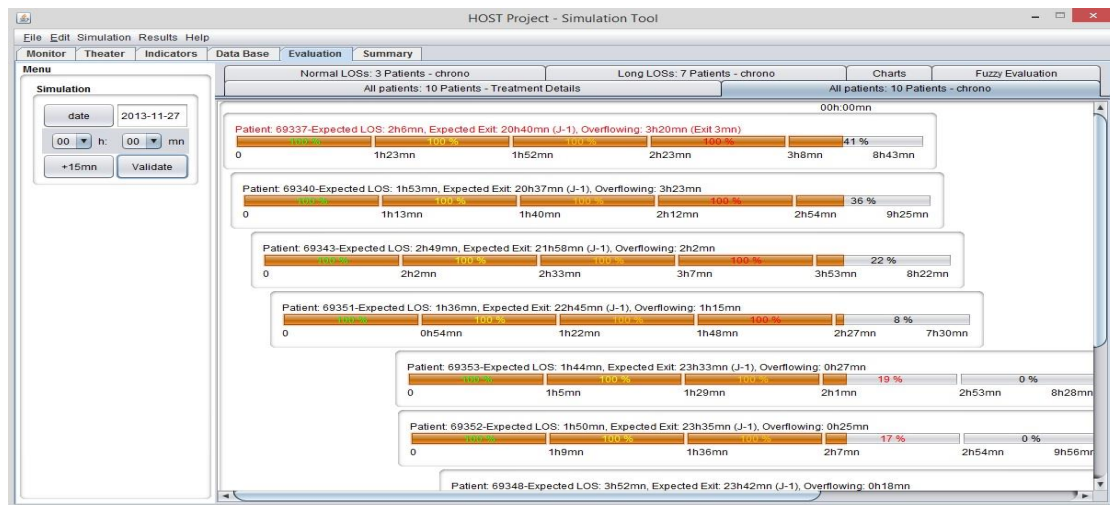 HOST Project - Simulation Tool
File Edit Simulation Results Help
Monitor Theater Indicators Data Base Evaluation Summary
Menu
Simulation
date 2013-11-27
00 h: 00 mn
+15mn Validate
Normal LOSs: 3 Patients - chrono Long LOSs: 7 Patients - chrono Charts Fuzzy Evaluation
All patients: 10 Patients - Treatment Details All patients: 10 Patients - chrono
00h:00mn
Patient: 69337-Expected LOS: 2h6mn, Expected Exit: 20h40mn (J-1), Overflowing: 3h20mn (Exit 3mn)
100 % 100 % 100 % 100 % 41 %
0 1h23mn 1h52mn 2h23mn 3h8mn 8h43mn
Patient: 69340-Expected LOS: 1h53mn, Expected Exit: 20h37mn (J-1), Overflowing: 3h23mn
100 % 100 % 100 % 100 % 36 %
0 1h13mn 1h40mn 2h12mn 2h54mn 9h25mn
Patient: 69343-Expected LOS: 2h49mn, Expected Exit: 21h58mn (J-1), Overflowing: 2h2mn
100 % 100 % 100 % 100 % 22 %
0 2h2mn 2h33mn 3h7mn 3h53mn 8h22mn
Patient: 69351-Expected LOS: 1h36mn, Expected Exit: 22h45mn (J-1), Overflowing: 1h15mn
100 % 100 % 100 % 100 % 8 %
0 0h54mn 1h22mn 1h48mn 2h27mn 7h30mn
Patient: 69353-Expected LOS: 1h44mn, Expected Exit: 23h33mn (J-1), Overflowing: 0h27mn
100 % 100 % 100 % 19 % 0 %
0 1h5mn 1h29mn 2h1mn 2h53mn 8h28mn
Patient: 69352-Expected LOS: 1h50mn, Expected Exit: 23h35mn (J-1), Overflowing: 0h25mn
100 % 100 % 100 % 17 % 0 %
0 1h9mn 1h36mn 2h7mn 2h54mn 9h56mn
Patient: 69348-Expected LOS: 3h52mn, Expected Exit: 23h42mn (J-1), Overflowing: 0h18mn